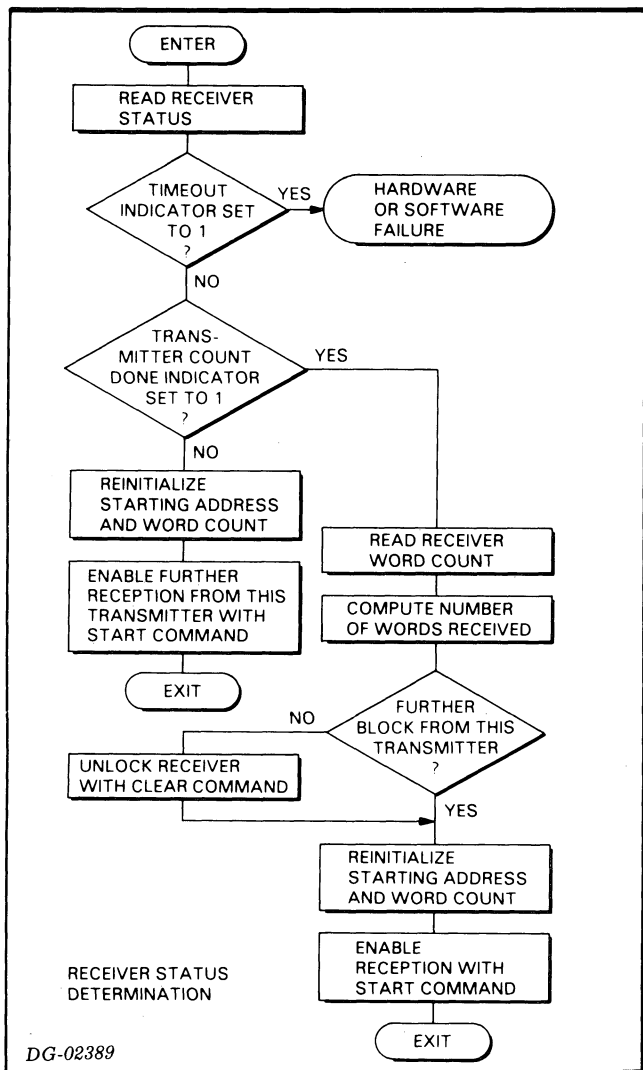 ENTER
READ RECEIVER
STATUS
TIMEOUT
INDICATOR SET
TO 1
?
YES
HARDWARE
OR SOFTWARE
FAILURE
NO
TRANS-
MITTER COUNT
DONE INDICATOR
SET TO 1
?
YES
NO
REINITIALIZE
STARTING ADDRESS
AND WORD COUNT
ENABLE FURTHER
RECEPTION FROM THIS
TRANSMITTER WITH
START COMMAND
EXIT
READ RECEIVER
WORD COUNT
COMPUTE NUMBER
OF WORDS RECEIVED
FURTHER
BLOCK FROM THIS
TRANSMITTER
?
NO
UNLOCK RECEIVER
WITH CLEAR COMMAND
YES
REINITIALIZE
STARTING ADDRESS
AND WORD COUNT
ENABLE
RECEPTION WITH
START COMMAND
EXIT
RECEIVER STATUS
DETERMINATION
DG-02389